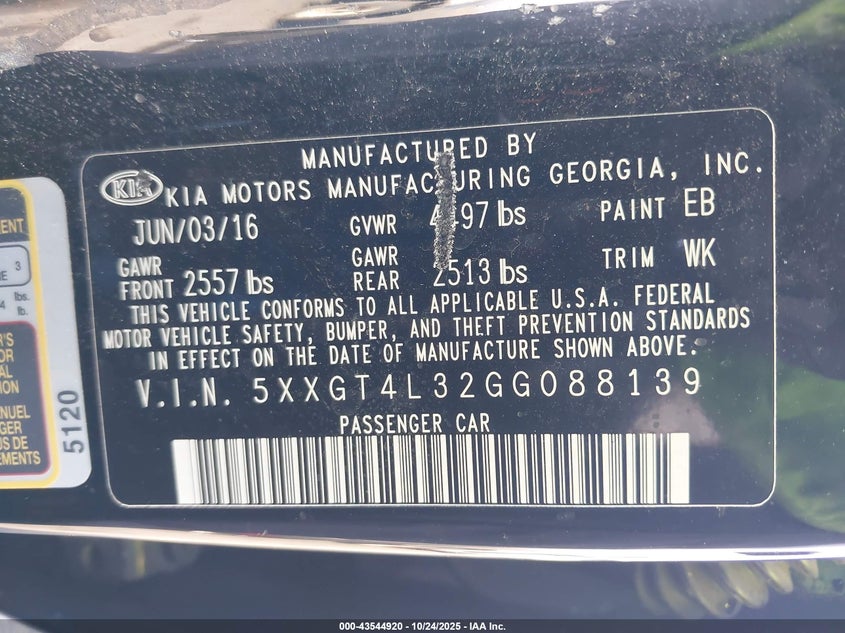 MANUFACTURED BY
KIA KIA MOTORS MANUFACTURING GEORGIA, INC.
JUN/03/16 GVWR lbs PAINT EB
GAWR FRONT 2557 lbs GAWR REAR 2513 lbs TRIM WK
THIS VEHICLE CONFORMS TO ALL APPLICABLE U.S.A. FEDERAL
MOTOR VEHICLE SAFETY, BUMPER, AND THEFT PREVENTION STANDARDS
IN EFFECT ON THE DATE OF MANUFACTURE SHOWN ABOVE.
V.I.N. 5XXGT4L32GG088139
PASSENGER CAR
3
lbs.
5120
000-43544920 | 10/24/2025 - IAA Inc.